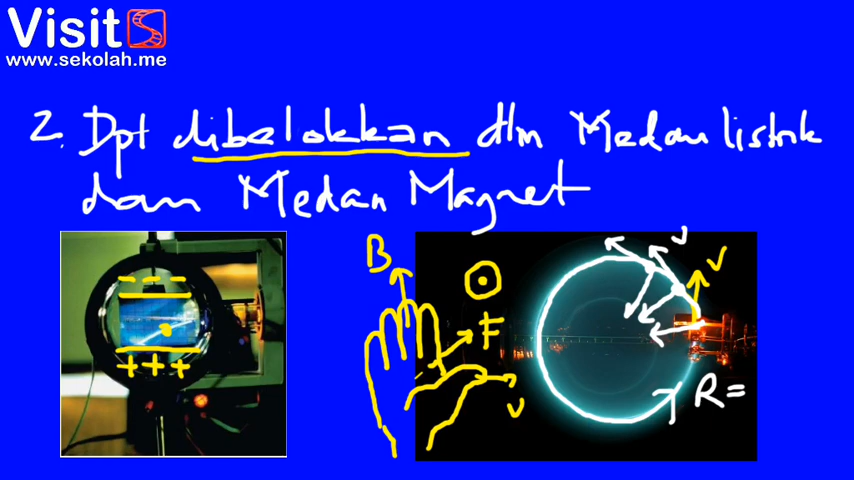 Visit S
www.sekolah.me
2. Dpt dibelokkan dlm Medan listrik
dan Medan Magnet
- - - -
+ + +
B
F
v
v
v
R =